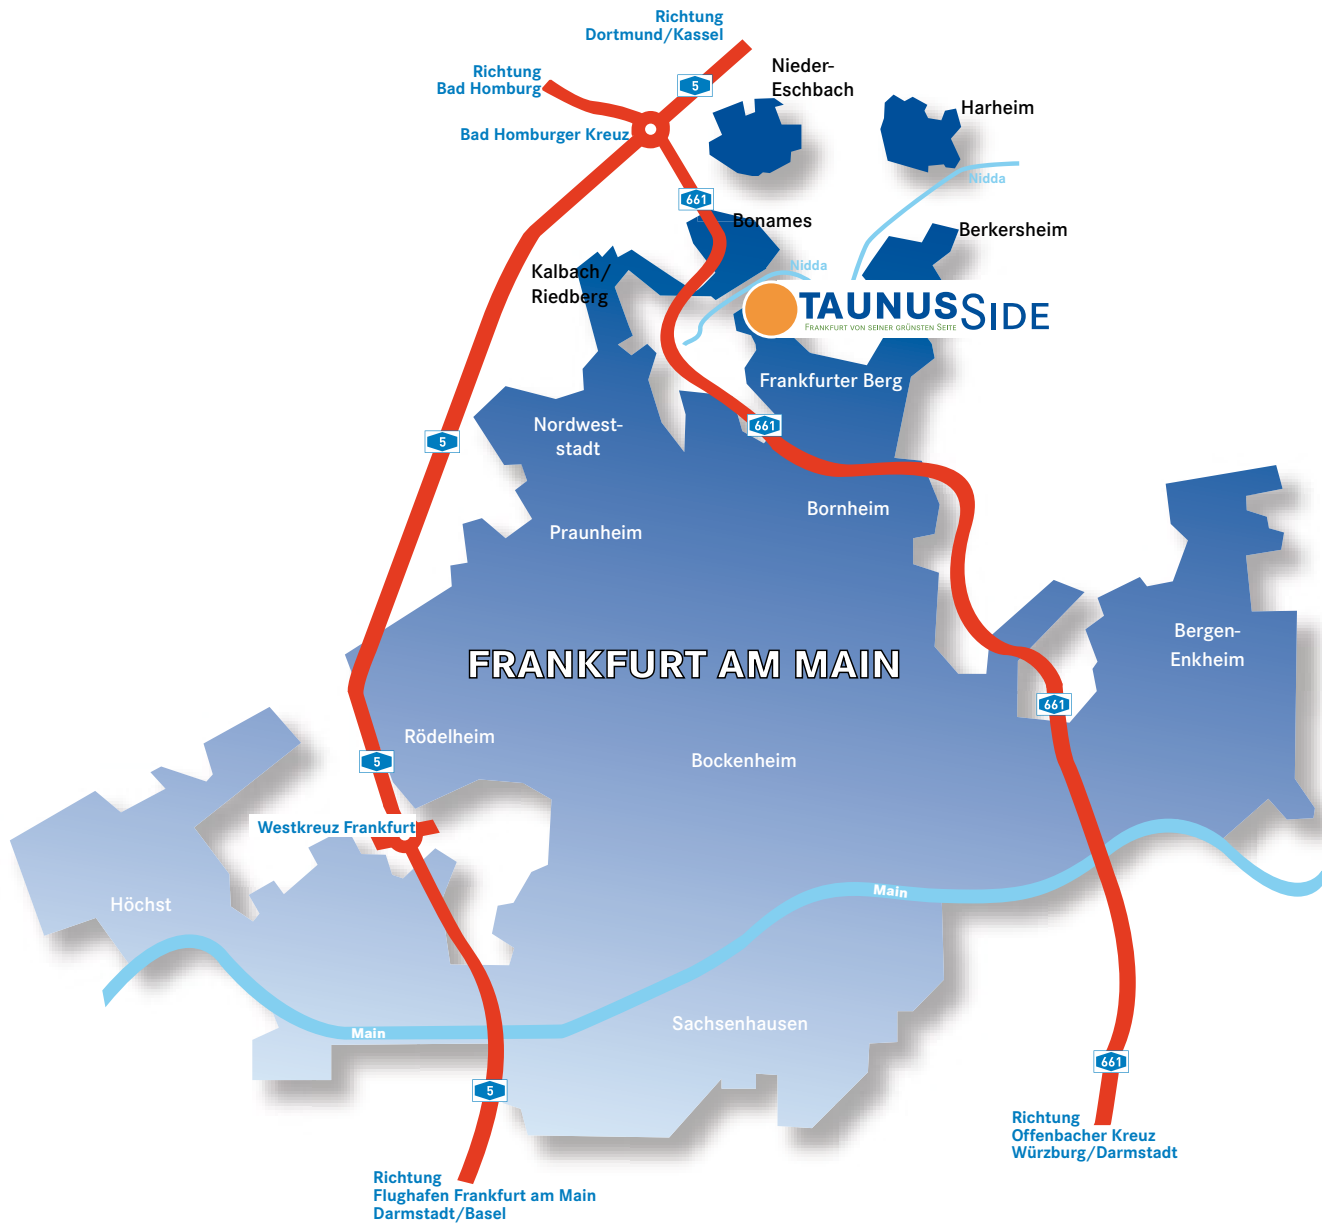 Richtung
Dortmund/Kassel
Nieder-
Eschbach
Richtung
Bad Homburg
5
Harheim
Bad Homburger Kreuz
Nidda
661
Bonames
Berkersheim
Nidda
Kalbach/
Riedberg
TAUNUSSIDE
FRANKFURT VON SEINER GRÜNSTEN SEITE
Frankfurter Berg
Nordwest-
stadt
661
5
Bornheim
Praunheim
Bergen-
Enkheim
FRANKFURT AM MAIN
661
Rödelheim
Bockenheim
5
Westkreuz Frankfurt
Main
Höchst
Sachsenhausen
Main
661
5
Richtung
Offenbacher Kreuz
Würzburg/Darmstadt
Richtung
Flughafen Frankfurt am Main
Darmstadt/Basel